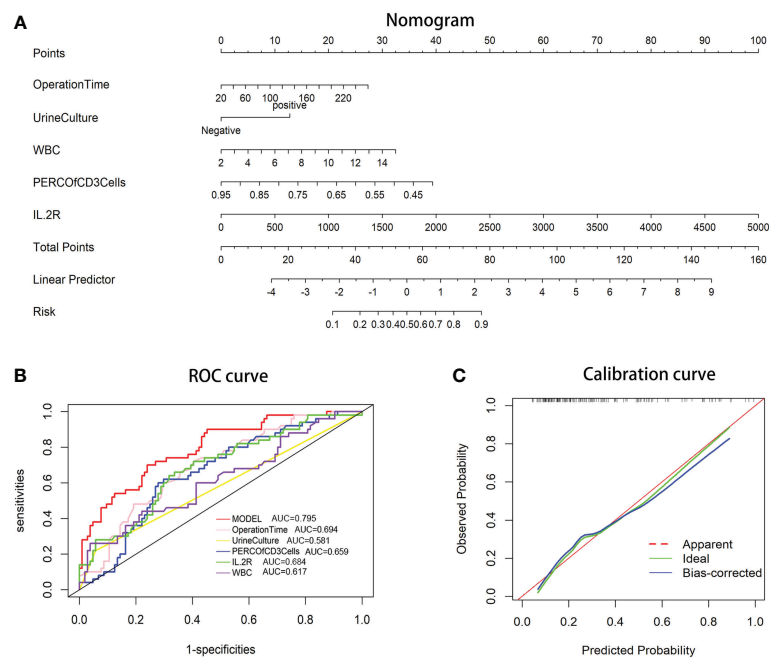 A
Nomogram
Points
0 10 20 30 40 50 60 70 80 90 100
OperationTime
20 60 80 120 160 180 220
UrineCulture
positive
Negative
WBC
2 4 6 8 10 12 14
PERCOfCD3Cells
0.95 0.85 0.75 0.65 0.55 0.45
IL.2R
0 500 1000 1500 2000 2500 3000 3500 4000 4500 5000
Total Points
0 20 40 60 80 100 120 140 160
Linear Predictor
-4 -3 -2 -1 0 1 2 3 4 5 6 7 8 9
Risk
0.1 0.2 0.3 0.4 0.5 0.6 0.7 0.8 0.9
B
ROC curve
sensitivities
1.0
0.8
0.6
0.4
0.2
0.0
MODEL AUC=0.795
OperationTime AUC=0.694
UrineCulture AUC=0.581
PERCOfCD3Cells AUC=0.659
IL.2R AUC=0.684
WBC AUC=0.617
0.0 0.2 0.4 0.6 0.8 1.0
1-specificities
C
Calibration curve
Observed Probability
1.0
0.8
0.6
0.4
0.2
0.0
Apparent
Ideal
Bias-corrected
0.0 0.2 0.4 0.6 0.8 1.0
Predicted Probability